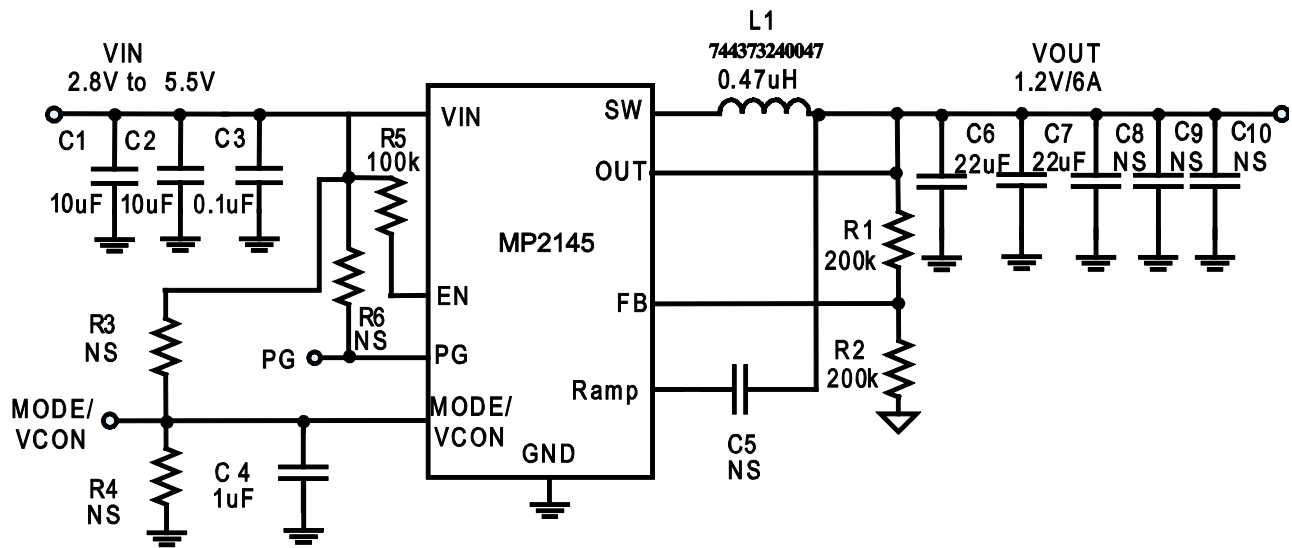 L1
744373240047
0.47uH
VIN
2.8V to 5.5V
VOUT
1.2V/6A
C1
10uF
C2
10uF
C3
0.1uF
R5
100k
VIN
SW
OUT
MP2145
EN
FB
PG
Ramp
MODE/
VCON
GND
C6
22uF
C7
22uF
C8
NS
C9
NS
C10
NS
R1
200k
R2
200k
R3
NS
R6
NS
PG
MODE/
VCON
R4
NS
C 4
1uF
C5
NS